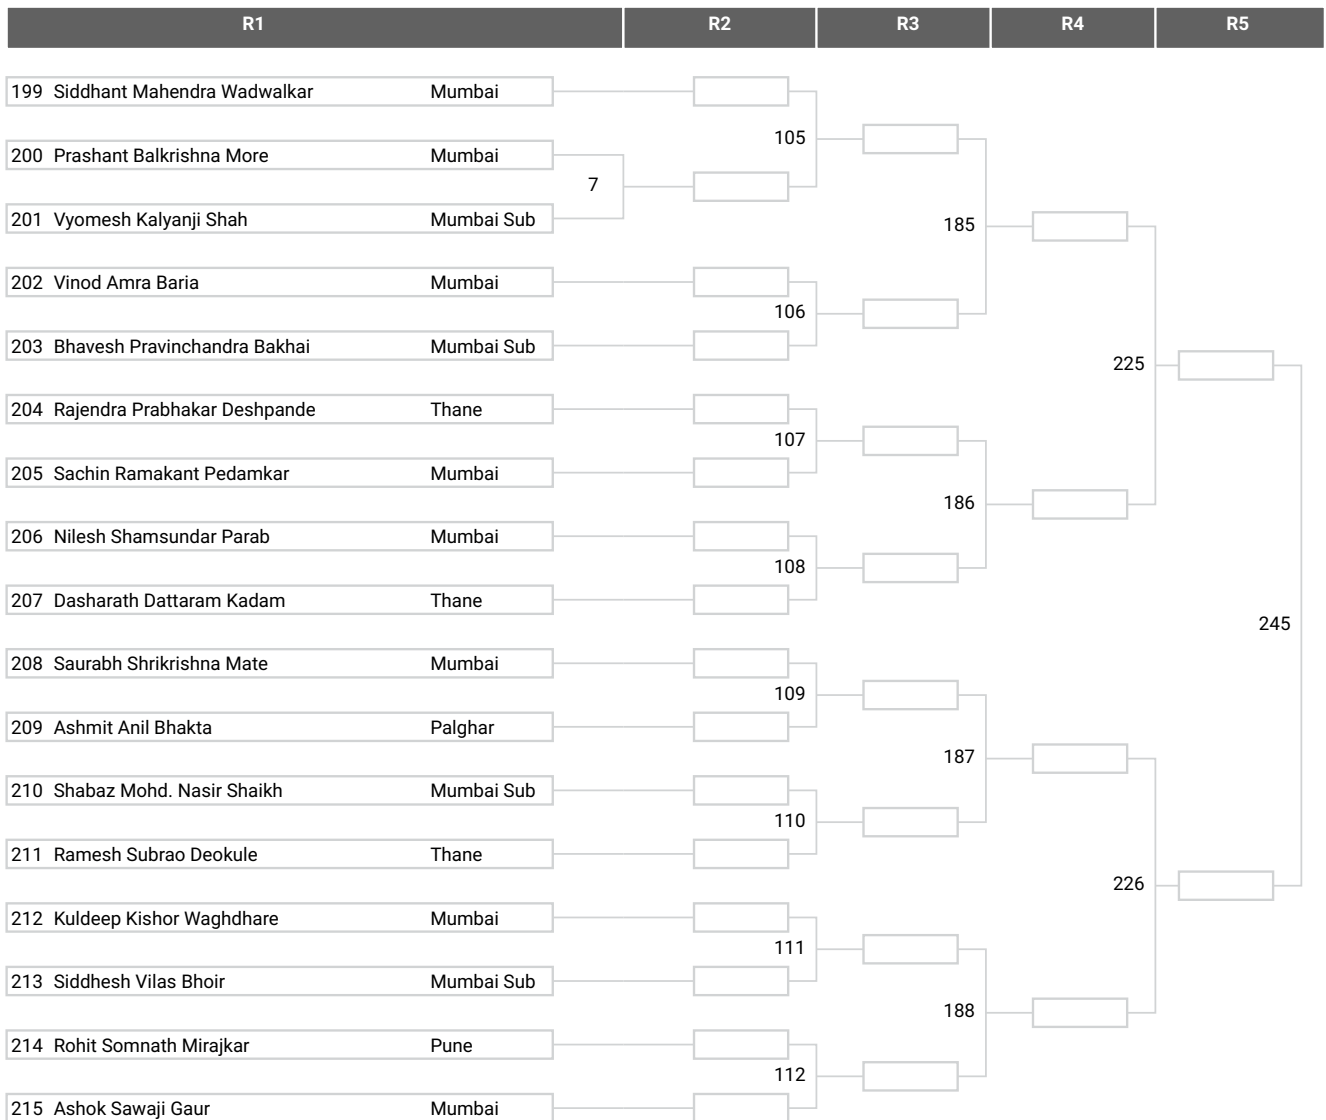 R1 R2 R3 R4 R5
199 Siddhant Mahendra Wadwalkar Mumbai
105
200 Prashant Balkrishna More Mumbai
7
201 Vyomesh Kalyanji Shah Mumbai Sub
185
202 Vinod Amra Baria Mumbai
106
203 Bhavesh Pravinchandra Bakhai Mumbai Sub
225
204 Rajendra Prabhakar Deshpande Thane
107
205 Sachin Ramakant Pedamkar Mumbai
186
206 Nilesh Shamsundar Parab Mumbai
108
207 Dasharath Dattaram Kadam Thane
245
208 Saurabh Shrikrishna Mate Mumbai
109
209 Ashmit Anil Bhakta Palghar
187
210 Shabaz Mohd. Nasir Shaikh Mumbai Sub
110
211 Ramesh Subrao Deokule Thane
226
212 Kuldeep Kishor Waghdhare Mumbai
111
213 Siddhesh Vilas Bhoir Mumbai Sub
188
214 Rohit Somnath Mirajkar Pune
112
215 Ashok Sawaji Gaur Mumbai